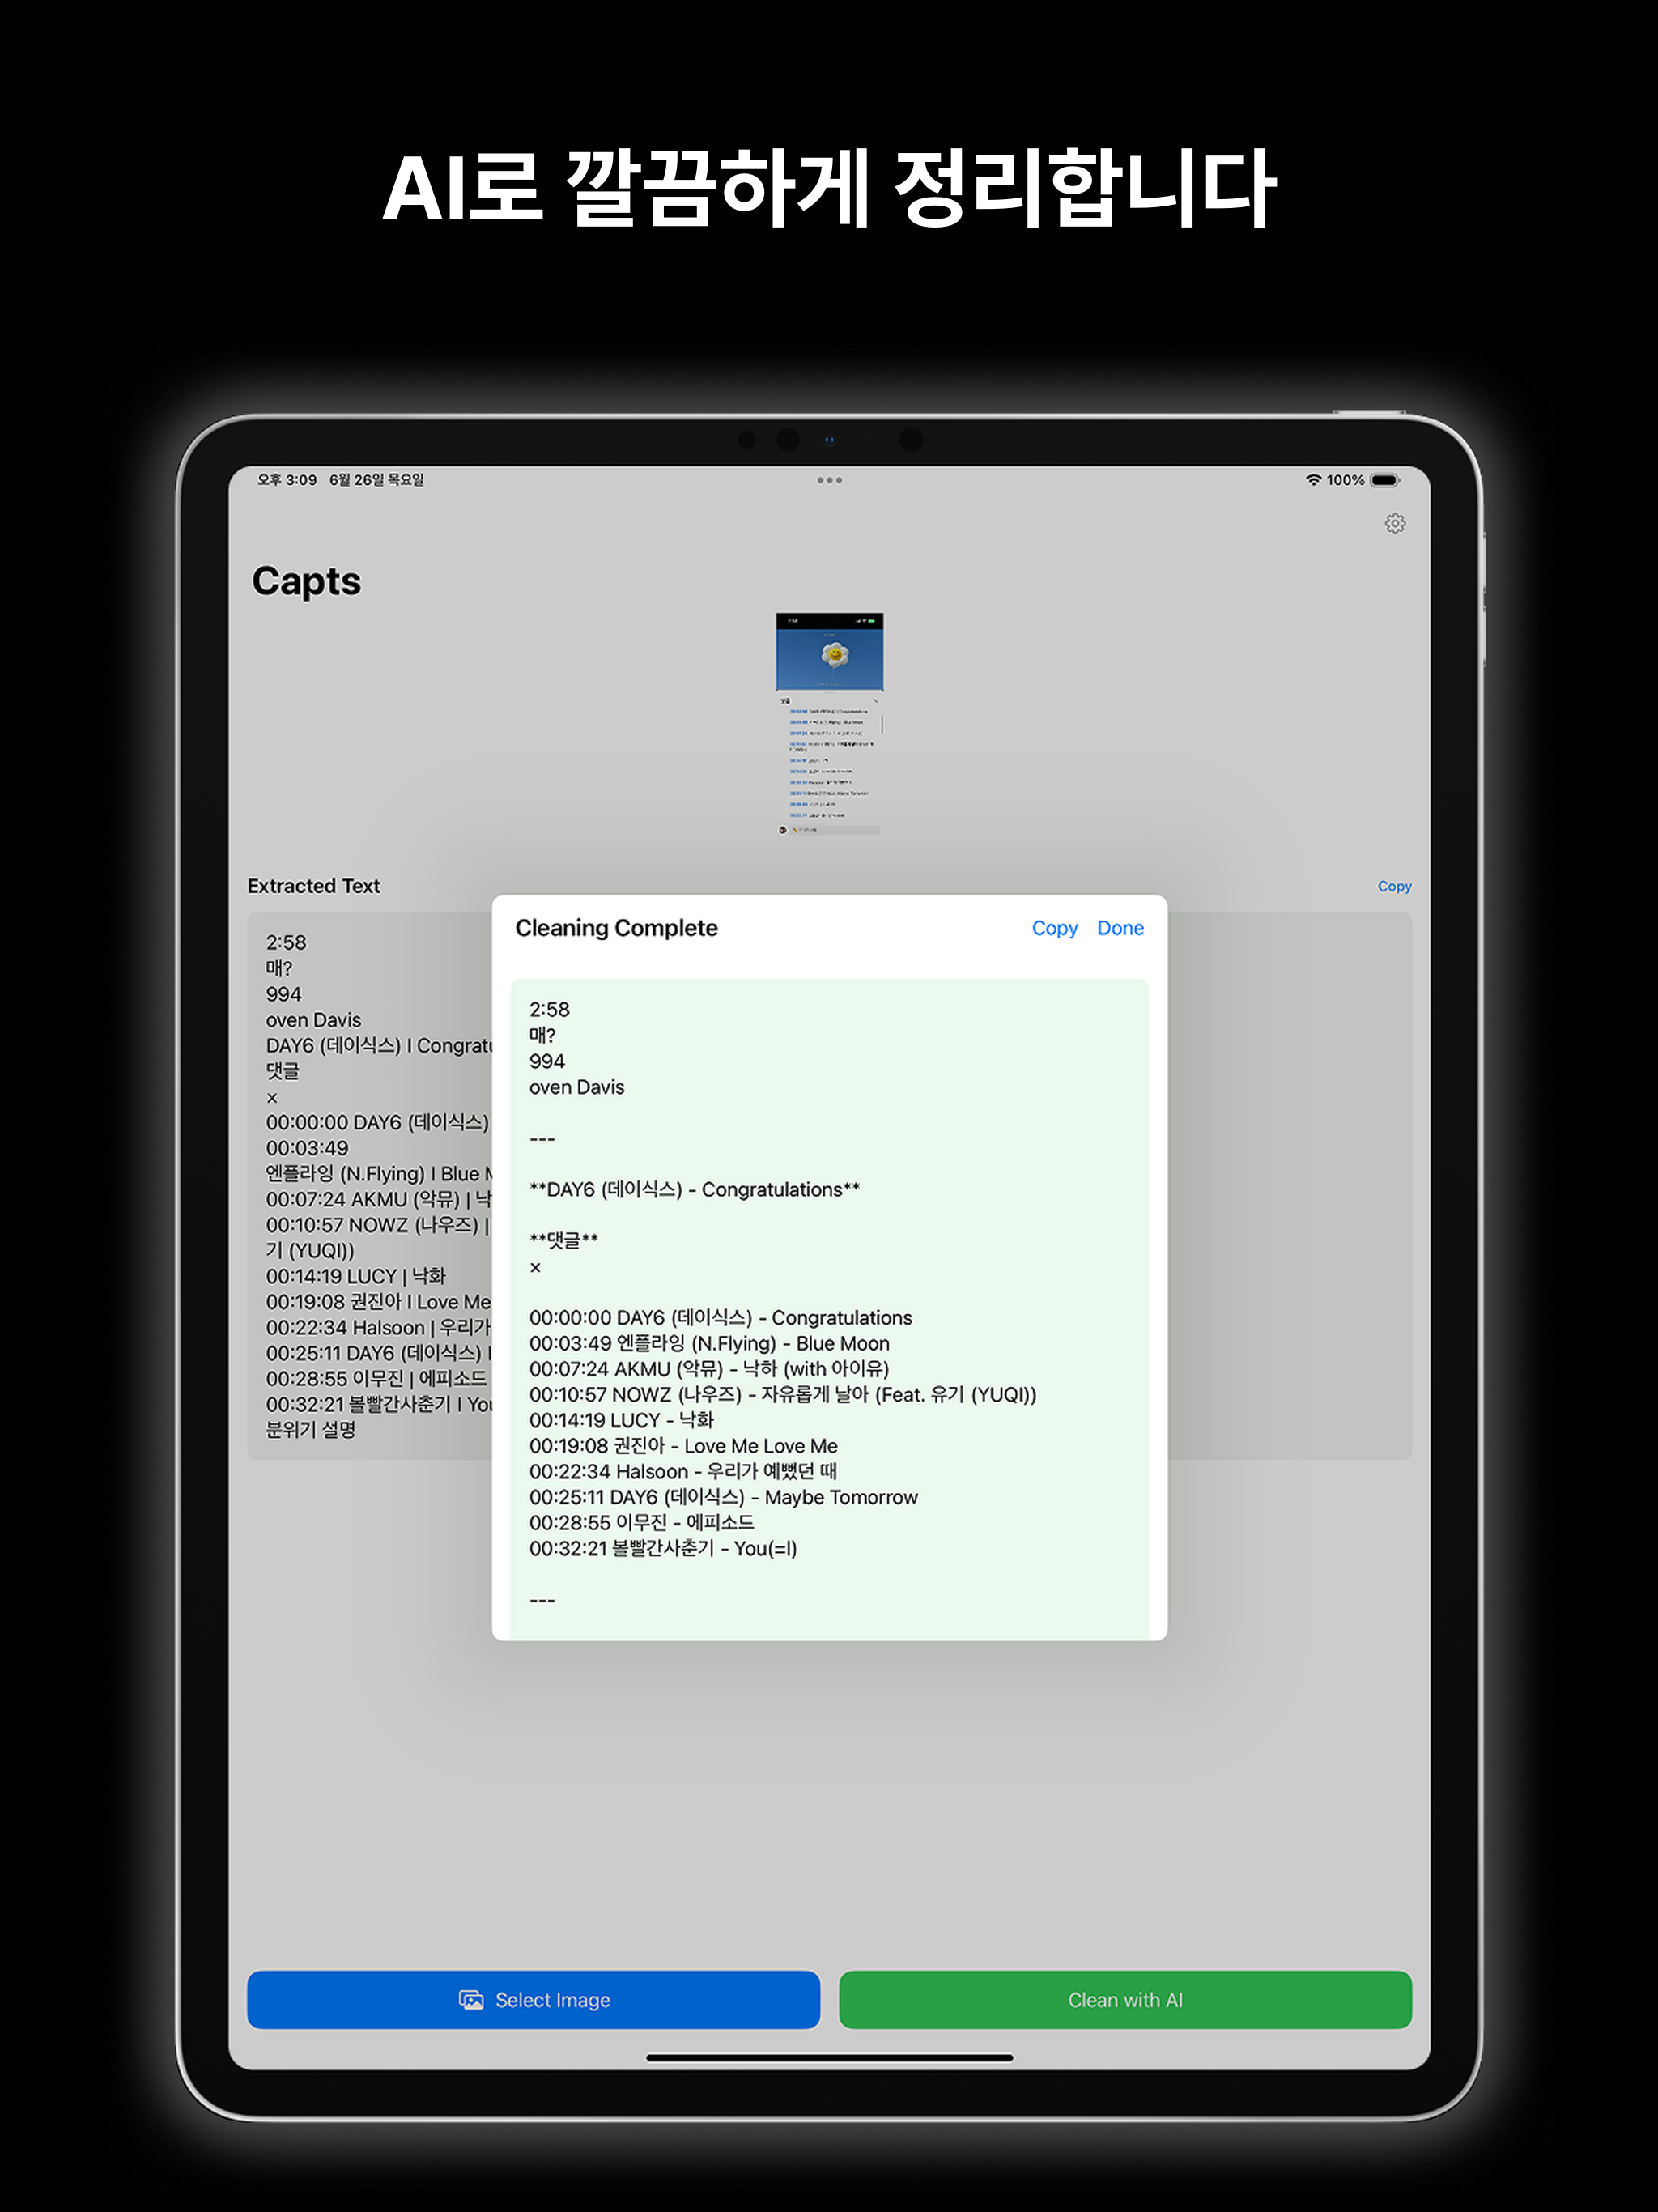 AI로 깔끔하게 정리합니다
오후 3:09 6월 26일 목요일
100%
Capts
Extracted Text
Copy
2:58
매?
994
oven Davis
DAY6 (데이식스) I Congratu
댓글
×
00:00:00 DAY6 (데이식스)
00:03:49
엔플라잉 (N.Flying) I Blue M
00:07:24 AKMU (악뮤) | 낙
00:10:57 NOWZ (나우즈) |
기 (YUQI))
00:14:19 LUCY | 낙화
00:19:08 권진아 I Love Me
00:22:34 Halsoon | 우리가
00:25:11 DAY6 (데이식스) I
00:28:55 이무진 | 에피소드
00:32:21 볼빨간사춘기 I You
분위기 설명
Cleaning Complete
Copy Done
2:58
매?
994
oven Davis
---
**DAY6 (데이식스) - Congratulations**
**댓글**
×
00:00:00 DAY6 (데이식스) - Congratulations
00:03:49 엔플라잉 (N.Flying) - Blue Moon
00:07:24 AKMU (악뮤) - 낙하 (with 아이유)
00:10:57 NOWZ (나우즈) - 자유롭게 날아 (Feat. 유기 (YUQI))
00:14:19 LUCY - 낙화
00:19:08 권진아 - Love Me Love Me
00:22:34 Halsoon - 우리가 예뻤던 때
00:25:11 DAY6 (데이식스) - Maybe Tomorrow
00:28:55 이무진 - 에피소드
00:32:21 볼빨간사춘기 - You(=I)
---
Select Image
Clean with AI